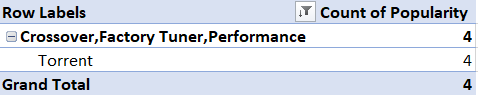 Row Labels Count of Popularity
Crossover,Factory Tuner,Performance 4
Torrent 4
Grand Total 4